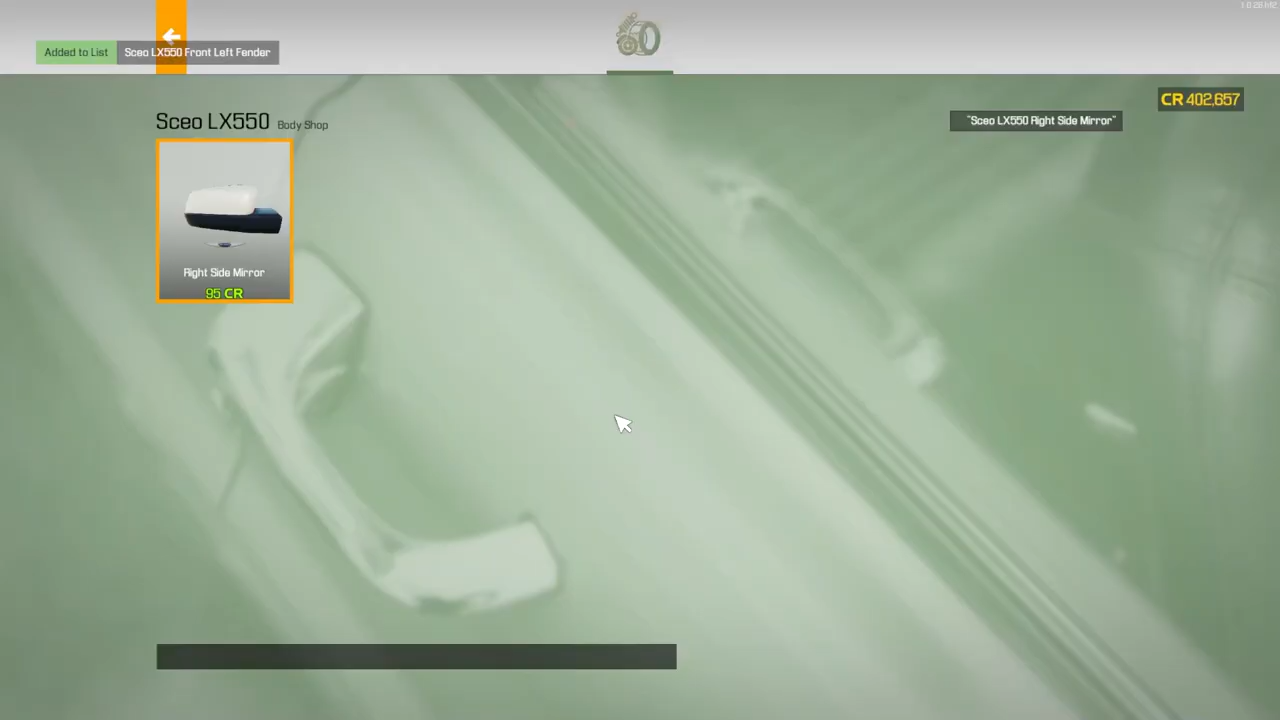 Added to List
Sceo LX550 Front Left Fender
CR 402,657
Sceo LX550 Body Shop
"Sceo LX550 Right Side Mirror"
Right Side Mirror
95 CR